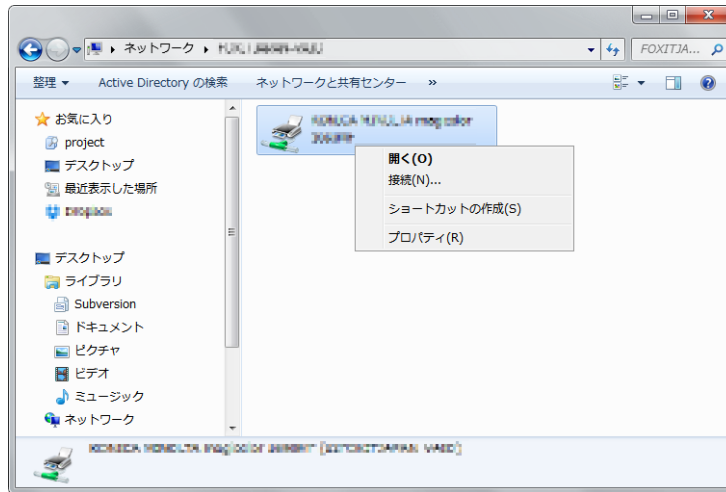 ネットワーク
FOXITJA...
整理 Active Directory の検索 ネットワークと共有センター »
お気に入り
project
デスクトップ
最近表示した場所
デスクトップ
ライブラリ
Subversion
ドキュメント
ピクチャ
ビデオ
ミュージック
ネットワーク
開く(O)
接続(N)...
ショートカットの作成(S)
プロパティ(R)